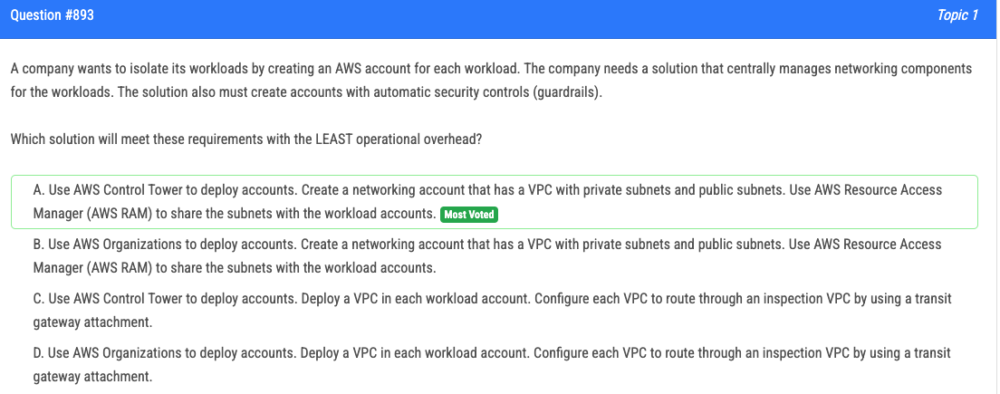 Question #893
Topic 1
A company wants to isolate its workloads by creating an AWS account for each workload. The company needs a solution that centrally manages networking components
for the workloads. The solution also must create accounts with automatic security controls (guardrails).
Which solution will meet these requirements with the LEAST operational overhead?
A. Use AWS Control Tower to deploy accounts. Create a networking account that has a VPC with private subnets and public subnets. Use AWS Resource Access
Manager (AWS RAM) to share the subnets with the workload accounts. Most Voted
B. Use AWS Organizations to deploy accounts. Create a networking account that has a VPC with private subnets and public subnets. Use AWS Resource Access
Manager (AWS RAM) to share the subnets with the workload accounts.
C. Use AWS Control Tower to deploy accounts. Deploy a VPC in each workload account. Configure each VPC to route through an inspection VPC by using a transit
gateway attachment.
D. Use AWS Organizations to deploy accounts. Deploy a VPC in each workload account. Configure each VPC to route through an inspection VPC by using a transit
gateway attachment.